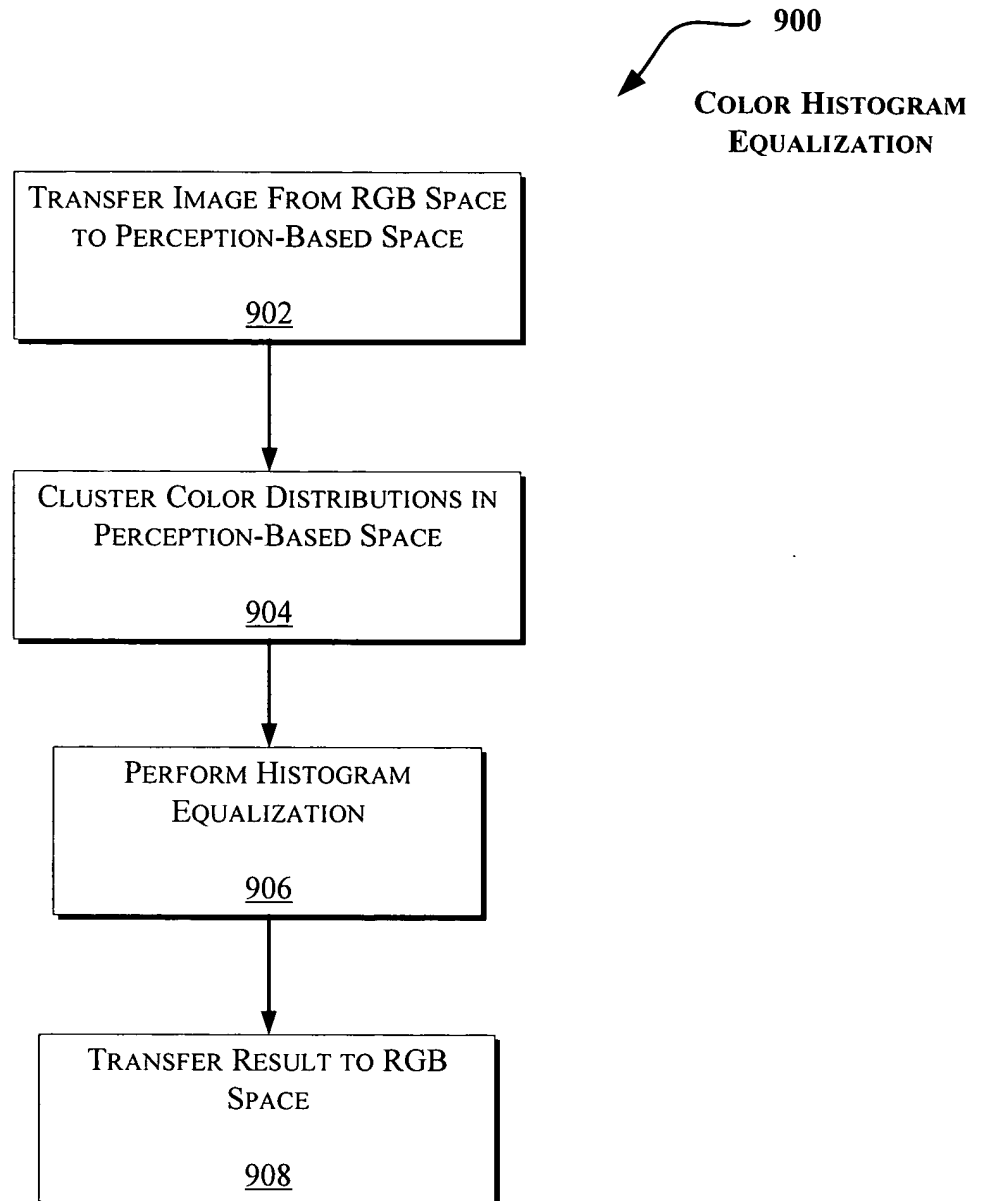 900
COLOR HISTOGRAM
EQUALIZATION
TRANSFER IMAGE FROM RGB SPACE
TO PERCEPTION-BASED SPACE
902
CLUSTER COLOR DISTRIBUTIONS IN
PERCEPTION-BASED SPACE
904
PERFORM HISTOGRAM
EQUALIZATION
906
TRANSFER RESULT TO RGB
SPACE
908